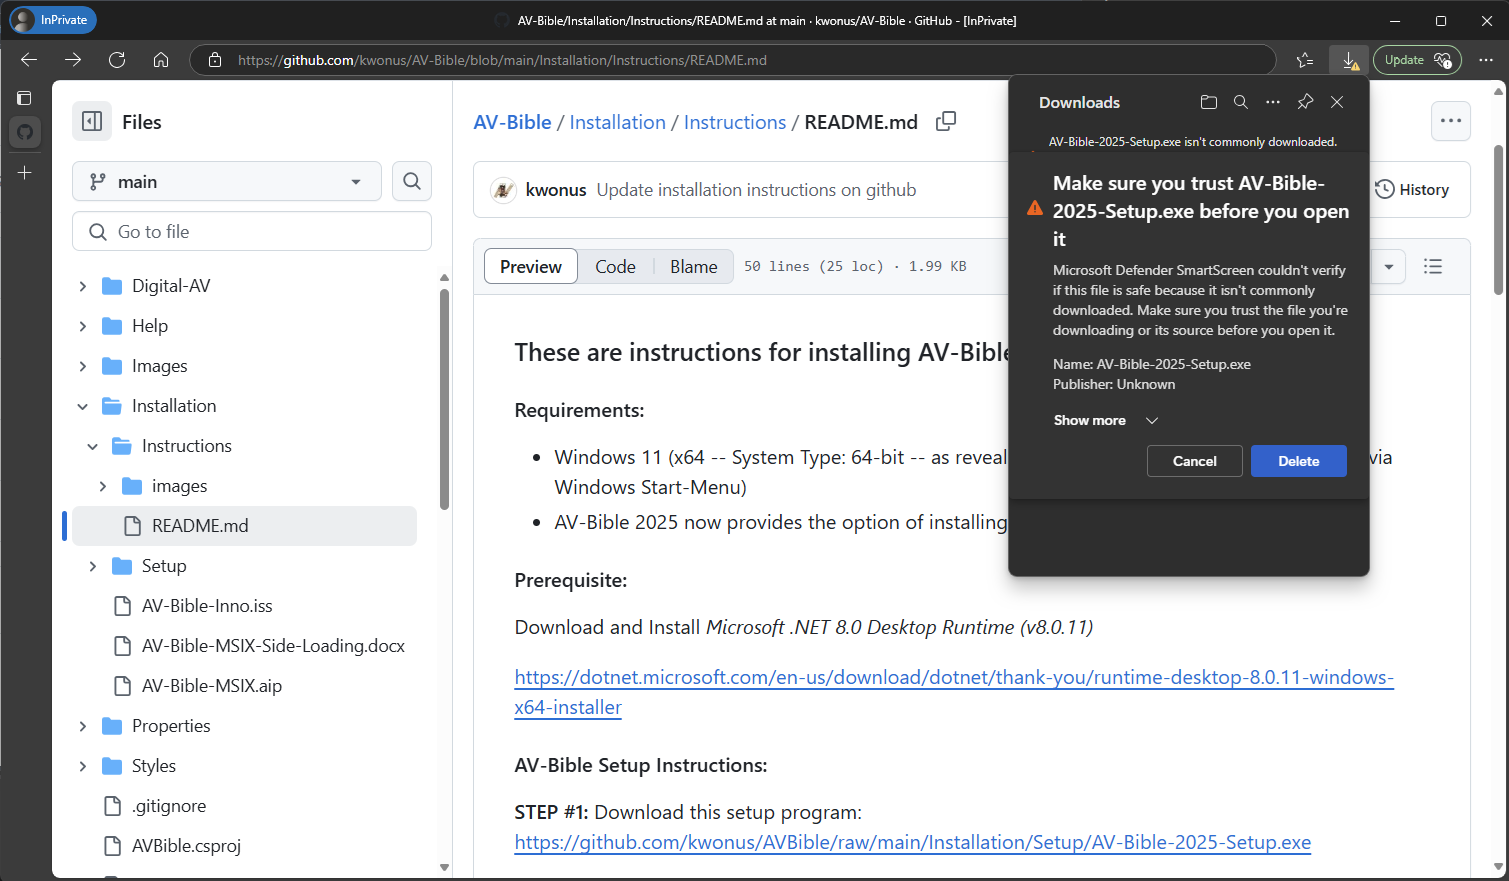 InPrivate
AV-Bible/Installation/Instructions/README.md at main · kwonus/AV-Bible · GitHub - [InPrivate]
https://github.com/kwonus/AV-Bible/blob/main/Installation/Instructions/README.md
Update
Files
main
Go to file
Digital-AV
Help
Images
Installation
Instructions
images
README.md
Setup
AV-Bible-Inno.iss
AV-Bible-MSIX-Side-Loading.docx
AV-Bible-MSIX.aip
Properties
Styles
.gitignore
AVBible.csproj
AV-Bible / Installation / Instructions / README.md
kwonus Update installation instructions on github
History
Preview Code Blame 50 lines (25 loc) · 1.99 KB
These are instructions for installing AV-Bible
Requirements:
• Windows 11 (x64 -- System Type: 64-bit -- as reveal via
Windows Start-Menu)
• AV-Bible 2025 now provides the option of installing
Prerequisite:
Download and Install Microsoft .NET 8.0 Desktop Runtime (v8.0.11)
https://dotnet.microsoft.com/en-us/download/dotnet/thank-you/runtime-desktop-8.0.11-windows-
x64-installer
AV-Bible Setup Instructions:
STEP #1: Download this setup program:
https://github.com/kwonus/AVBible/raw/main/Installation/Setup/AV-Bible-2025-Setup.exe
Downloads
AV-Bible-2025-Setup.exe isn't commonly downloaded.
Make sure you trust AV-Bible-
2025-Setup.exe before you open
it
Microsoft Defender SmartScreen couldn't verify
if this file is safe because it isn't commonly
downloaded. Make sure you trust the file you're
downloading or its source before you open it.
Name: AV-Bible-2025-Setup.exe
Publisher: Unknown
Show more
Cancel
Delete